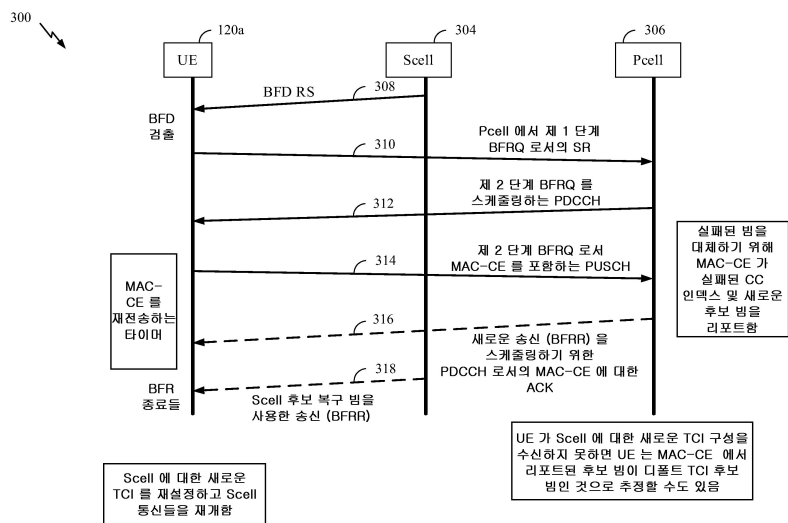 300
120a
304
306
UE
Scell
Pcell
BFD RS
308
BFD
검출
310
Pcell 에서 제 1 단계
BFRQ 로서의 SR
312
제 2 단계 BFRQ 를
스케줄링하는 PDCCH
314
제 2 단계 BFRQ 로서
MAC-CE 를 포함하는 PUSCH
실패된 빔을
대체하기 위해
MAC-CE 가
실패된 CC
인덱스 및 새로운
후보 빔을
리포트함
MAC-
CE 를
재전송하는
타이머
316
새로운 송신 (BFRR) 을
스케줄링하기 위한
PDCCH 로서의 MAC-CE 에 대한
ACK
318
BFR
종료들
Scell 후보 복구 빔을
사용한 송신 (BFRR)
UE 가 Scell 에 대한 새로운 TCI 구성을
수신하지 못하면 UE 는 MAC-CE 에서
리포트된 후보 빔이 디폴트 TCI 후보
빔인 것으로 추정할 수도 있음
Scell 에 대한 새로운
TCI 를 재설정하고 Scell
통신들을 재개함